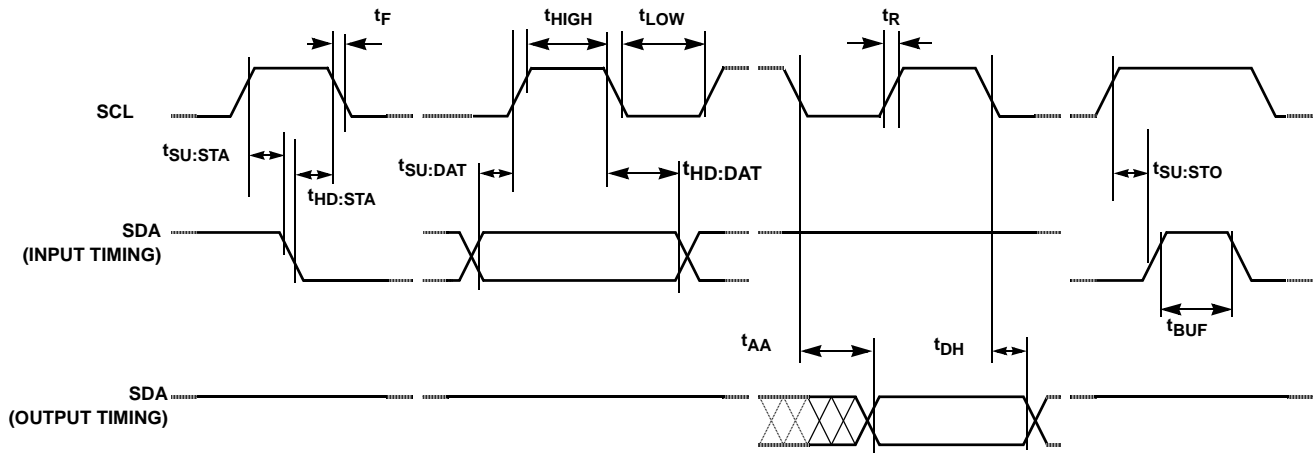 tF
tHIGH
tLOW
tR
SCL
tSU:STA
tHD:STA
tSU:DAT
tHD:DAT
tSU:STO
SDA
(INPUT TIMING)
tBUF
tAA
tDH
SDA
(OUTPUT TIMING)